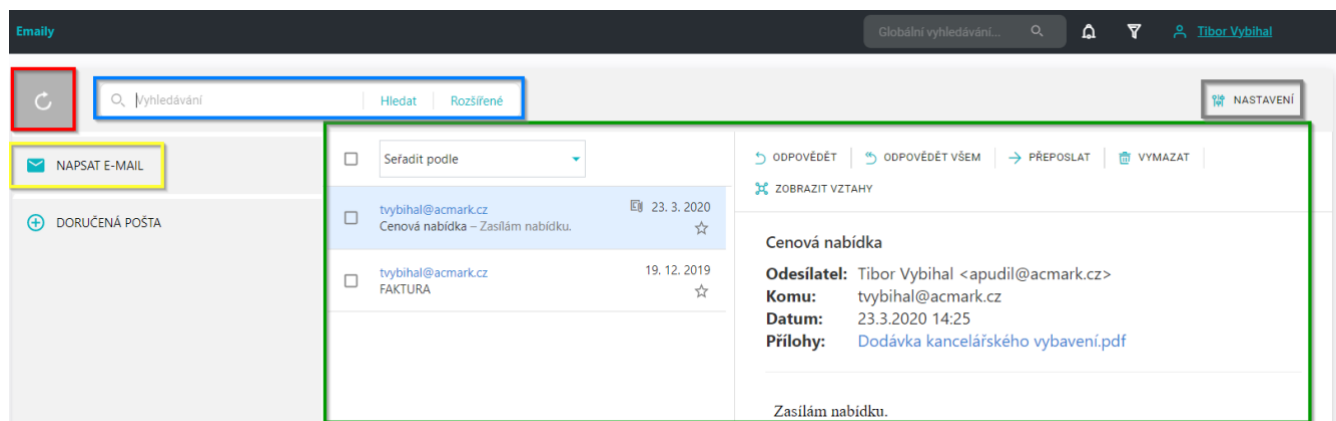 Emaily
Globální vyhledávání...
Tibor Vybihal
Vyhledávání
Hledat
Rozšířené
NASTAVENÍ
NAPSAT E-MAIL
DORUČENÁ POŠTA
Seřadit podle
tvybihal@acmark.cz 23. 3. 2020
Cenová nabídka – Zasílám nabídku.
tvybihal@acmark.cz 19. 12. 2019
FAKTURA
ODPOVĚDĚT ODPOVĚDĚT VŠEM PŘEPOSLAT VYMAZAT
ZOBRAZIT VZTAHY
Cenová nabídka
Odesílatel: Tibor Vybihal <apudil@acmark.cz>
Komu: tvybihal@acmark.cz
Datum: 23.3.2020 14:25
Přílohy: Dodávka kancelářského vybavení.pdf
Zasílám nabídku.